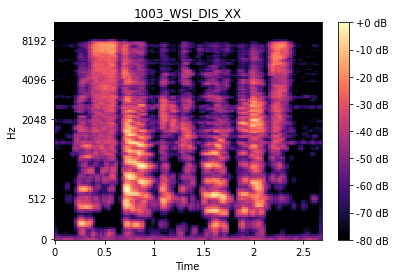 1003_WSI_DIS_XX
8192
4096
2048
1024
512
0
Hz
0
0.5
1
1.5
2
2.5
Time
+0 dB
-10 dB
-20 dB
-30 dB
-40 dB
-50 dB
-60 dB
-70 dB
-80 dB